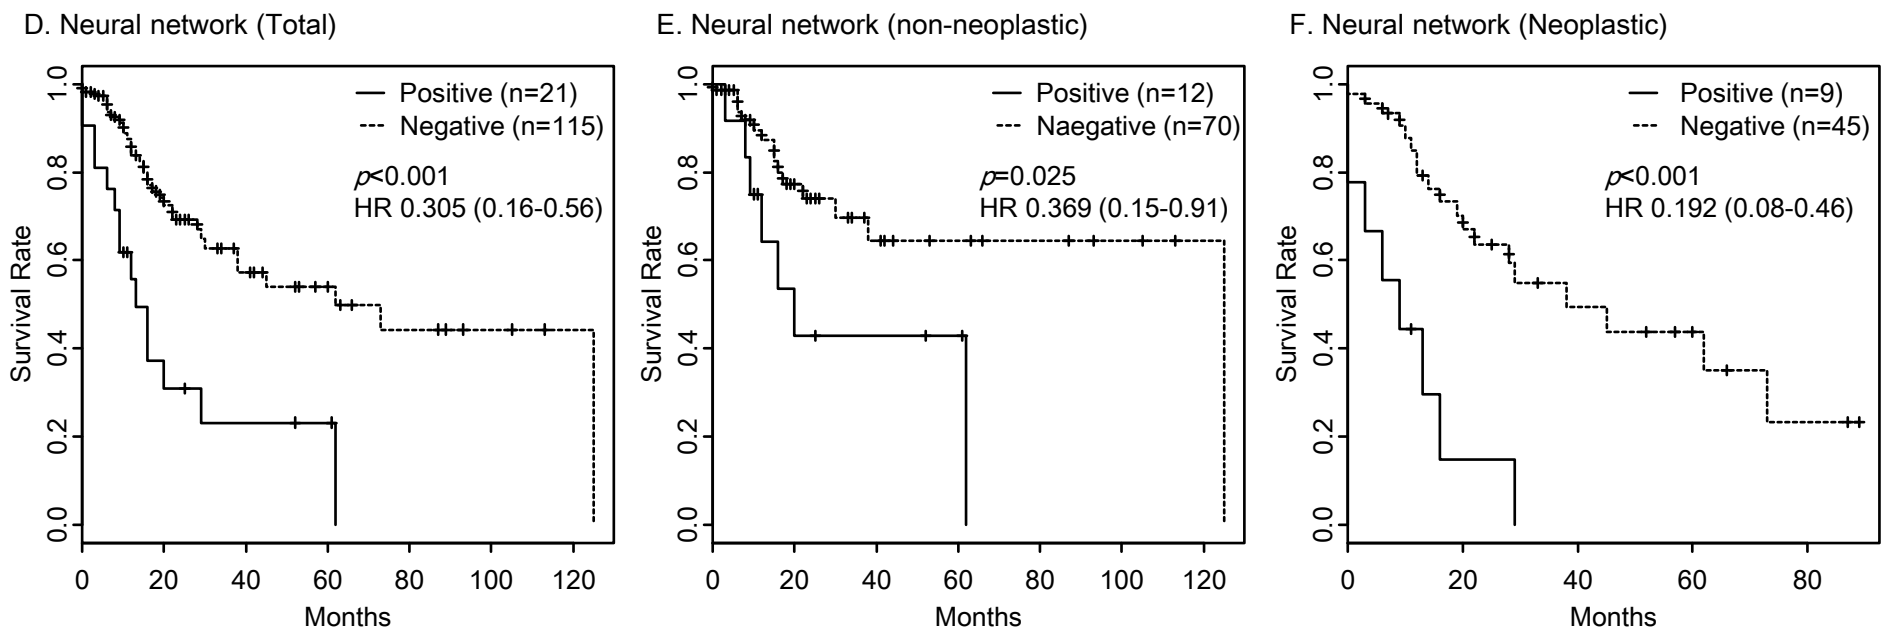 D. Neural network (Total)
1.0
0.8
0.6
0.4
0.2
0.0
Survival Rate
Positive (n=21)
Negative (n=115)
p<0.001
HR 0.305 (0.16-0.56)
0 20 40 60 80 100 120
Months
E. Neural network (non-neoplastic)
1.0
0.8
0.6
0.4
0.2
0.0
Survival Rate
Positive (n=12)
Naegative (n=70)
p=0.025
HR 0.369 (0.15-0.91)
0 20 40 60 80 100 120
Months
F. Neural network (Neoplastic)
1.0
0.8
0.6
0.4
0.2
0.0
Survival Rate
Positive (n=9)
Negative (n=45)
p<0.001
HR 0.192 (0.08-0.46)
0 20 40 60 80
Months